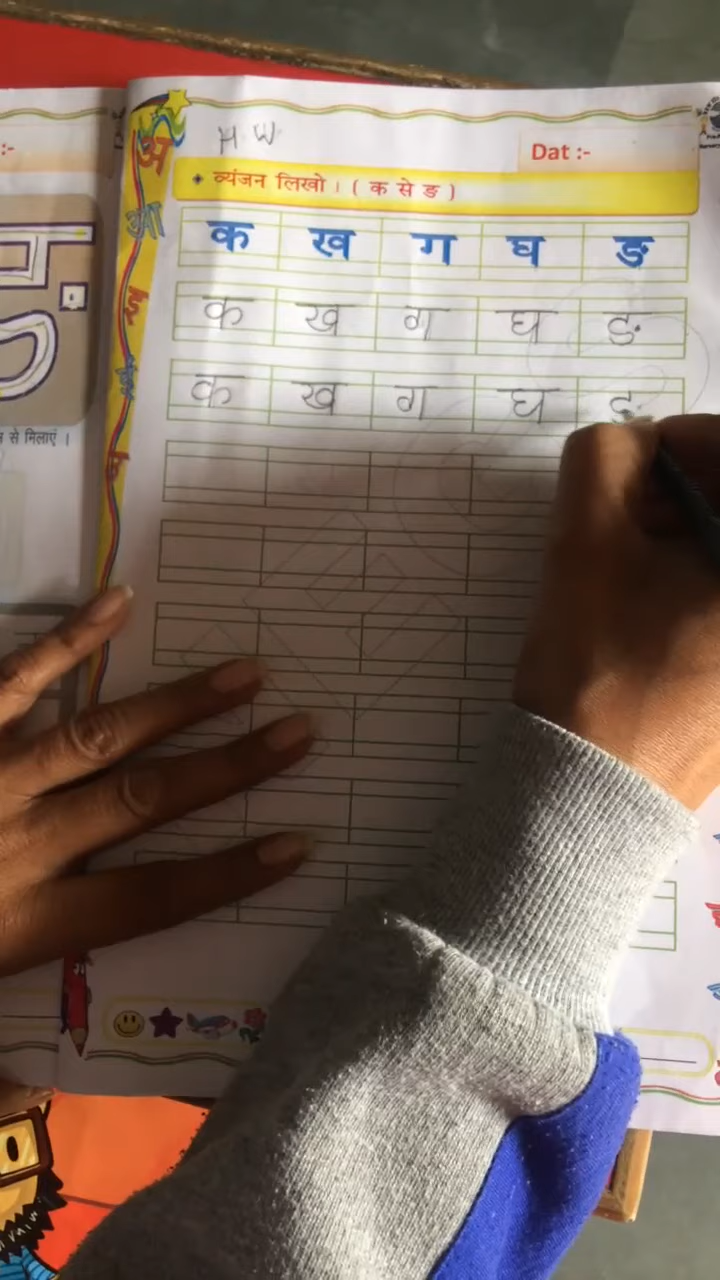 :-
अ
H.W.
Dat :-
व्यंजन लिखो। ( क से ङ )
आ
क ख ग घ ङ
इ
क ख ग घ ङ
क ख ग घ ङ
से मिलाएं ।